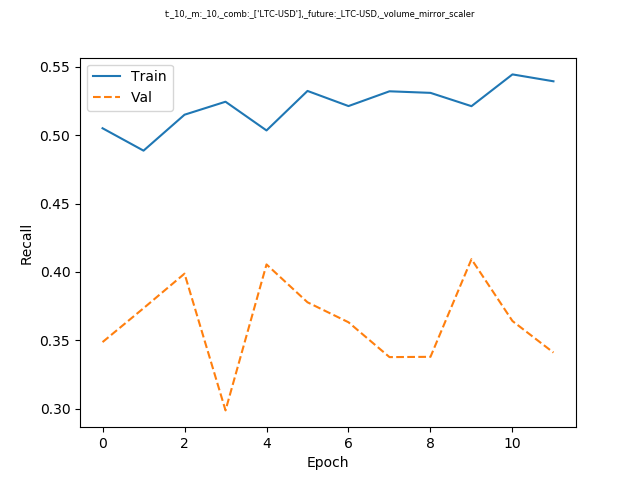 t:_10,_m:_10,_comb:_['LTC-USD'],_future:_LTC-USD,_volume_mirror_scaler
Train
Val
0.55
0.50
0.45
0.40
0.35
0.30
Recall
0 2 4 6 8 10
Epoch